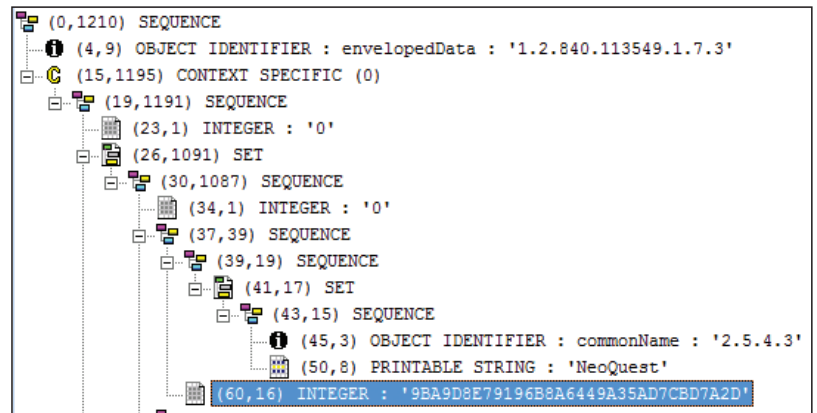 (0,1210) SEQUENCE
(4,9) OBJECT IDENTIFIER : envelopedData : '1.2.840.113549.1.7.3'
C (15,1195) CONTEXT SPECIFIC (0)
(19,1191) SEQUENCE
(23,1) INTEGER : '0'
(26,1091) SET
(30,1087) SEQUENCE
(34,1) INTEGER : '0'
(37,39) SEQUENCE
(39,19) SEQUENCE
(41,17) SET
(43,15) SEQUENCE
(45,3) OBJECT IDENTIFIER : commonName : '2.5.4.3'
(50,8) PRINTABLE STRING : 'NeoQuest'
(60,16) INTEGER : '9BA9D8E79196B8A6449A35AD7CBD7A2D'